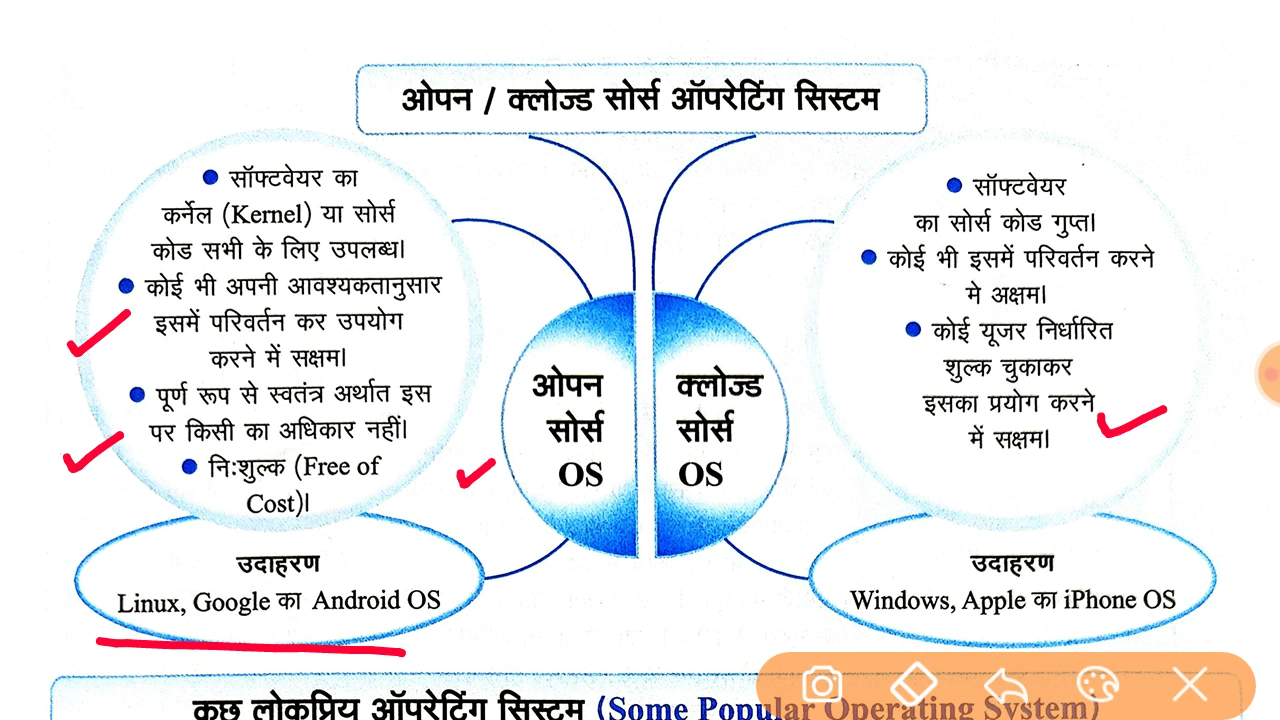 ओपन / क्लोज्ड सोर्स ऑपरेटिंग सिस्टम
सॉफ्टवेयर का
कर्नेल (Kernel) या सोर्स
कोड सभी के लिए उपलब्ध।
कोई भी अपनी आवश्यकतानुसार
इसमें परिवर्तन कर उपयोग
करने में सक्षम।
पूर्ण रूप से स्वतंत्र अर्थात इस
पर किसी का अधिकार नहीं।
नि:शुल्क (Free of
Cost)।
उदाहरण
Linux, Google का Android OS
ओपन
सोर्स
OS
क्लोज्ड
सोर्स
OS
सॉफ्टवेयर
का सोर्स कोड गुप्त।
कोई भी इसमें परिवर्तन करने
मे अक्षम।
कोई यूजर निर्धारित
शुल्क चुकाकर
इसका प्रयोग करने
में सक्षम।
उदाहरण
Windows, Apple का iPhone OS
कुछ लोकप्रिय ऑपरेटिंग सिस्टम (Some Popular Operating System)